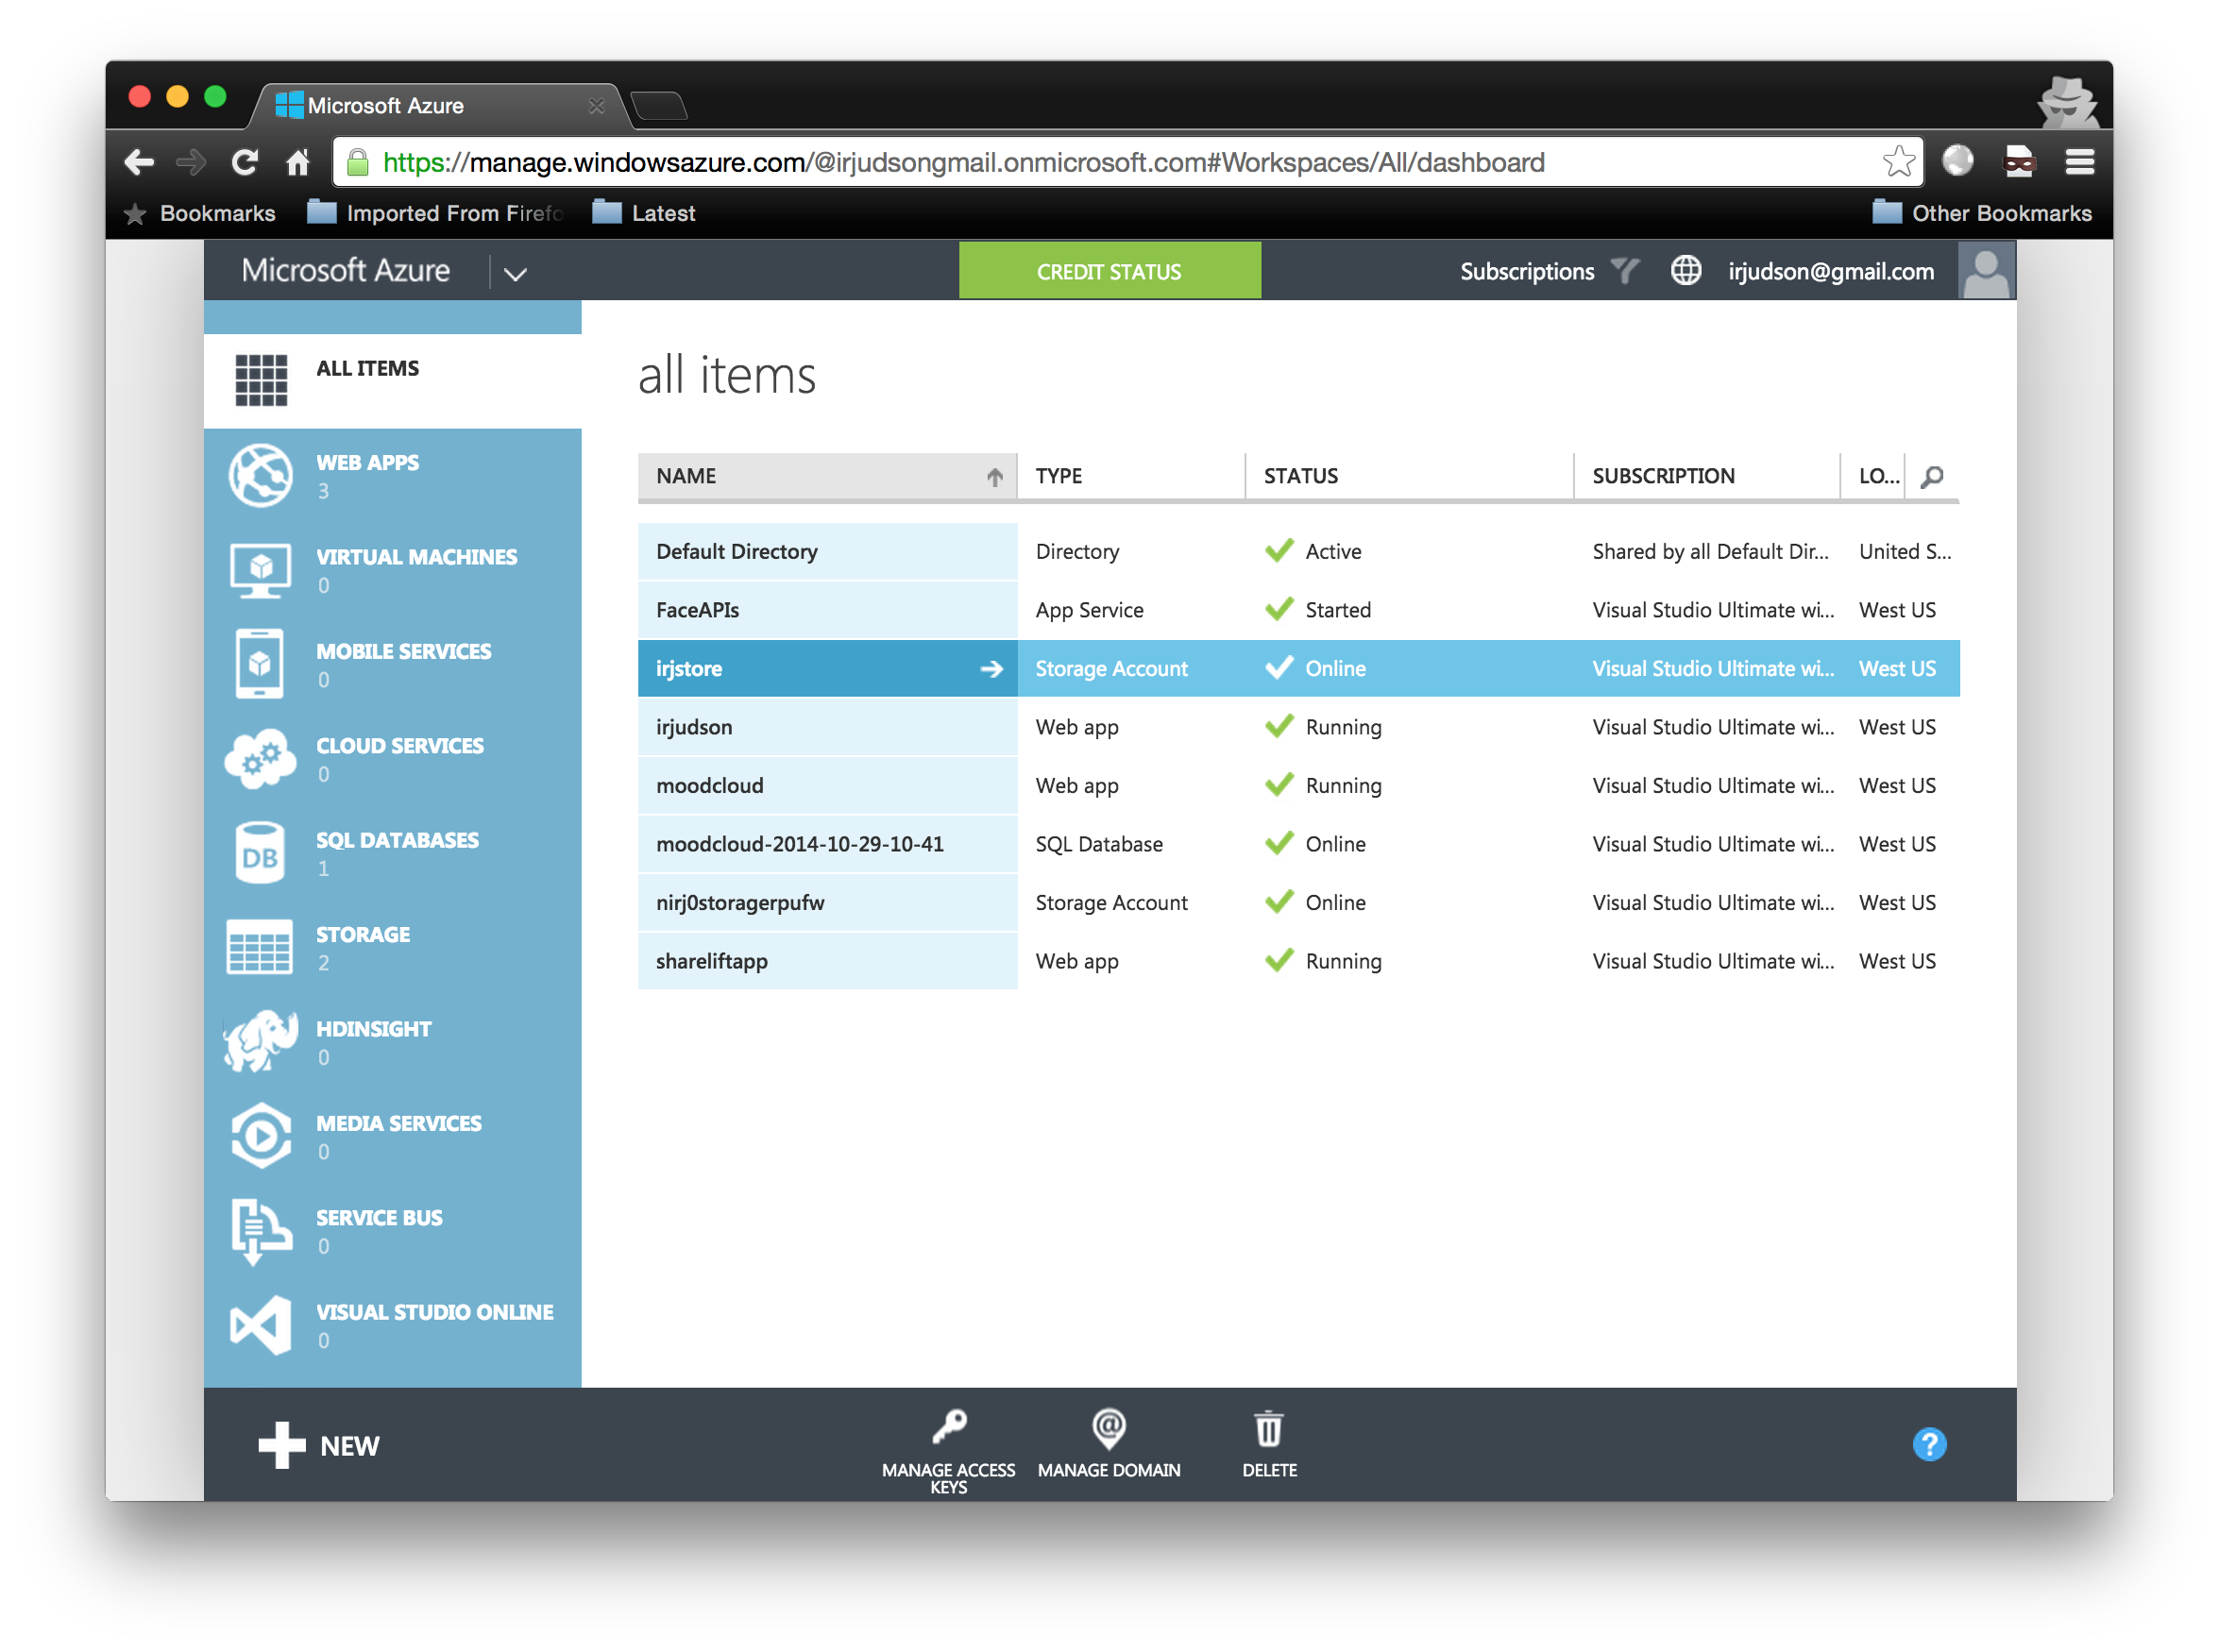 Microsoft Azure
https://manage.windowsazure.com/@irjudsongmail.onmicrosoft.com#Workspaces/All/dashboard
Bookmarks Imported From Firefo Latest Other Bookmarks
Microsoft Azure CREDIT STATUS Subscriptions irjudson@gmail.com
ALL ITEMS
WEB APPS
3
VIRTUAL MACHINES
0
MOBILE SERVICES
0
CLOUD SERVICES
0
SQL DATABASES
1
DB
STORAGE
2
HDINSIGHT
0
MEDIA SERVICES
0
SERVICE BUS
0
VISUAL STUDIO ONLINE
0
all items
NAME TYPE STATUS SUBSCRIPTION LO...
Default Directory Directory Active Shared by all Default Dir... United S...
FaceAPIs App Service Started Visual Studio Ultimate wi... West US
irjstore Storage Account Online Visual Studio Ultimate wi... West US
irjudson Web app Running Visual Studio Ultimate wi... West US
moodcloud Web app Running Visual Studio Ultimate wi... West US
moodcloud-2014-10-29-10-41 SQL Database Online Visual Studio Ultimate wi... West US
nirj0storagerpufw Storage Account Online Visual Studio Ultimate wi... West US
shareliftapp Web app Running Visual Studio Ultimate wi... West US
NEW
MANAGE ACCESS
KEYS
MANAGE DOMAIN
DELETE
?